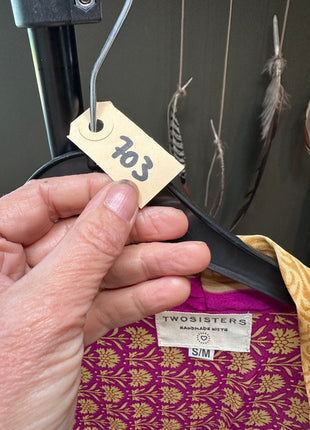 703
TWOSISTERS
HANDMADE WITH
S/M